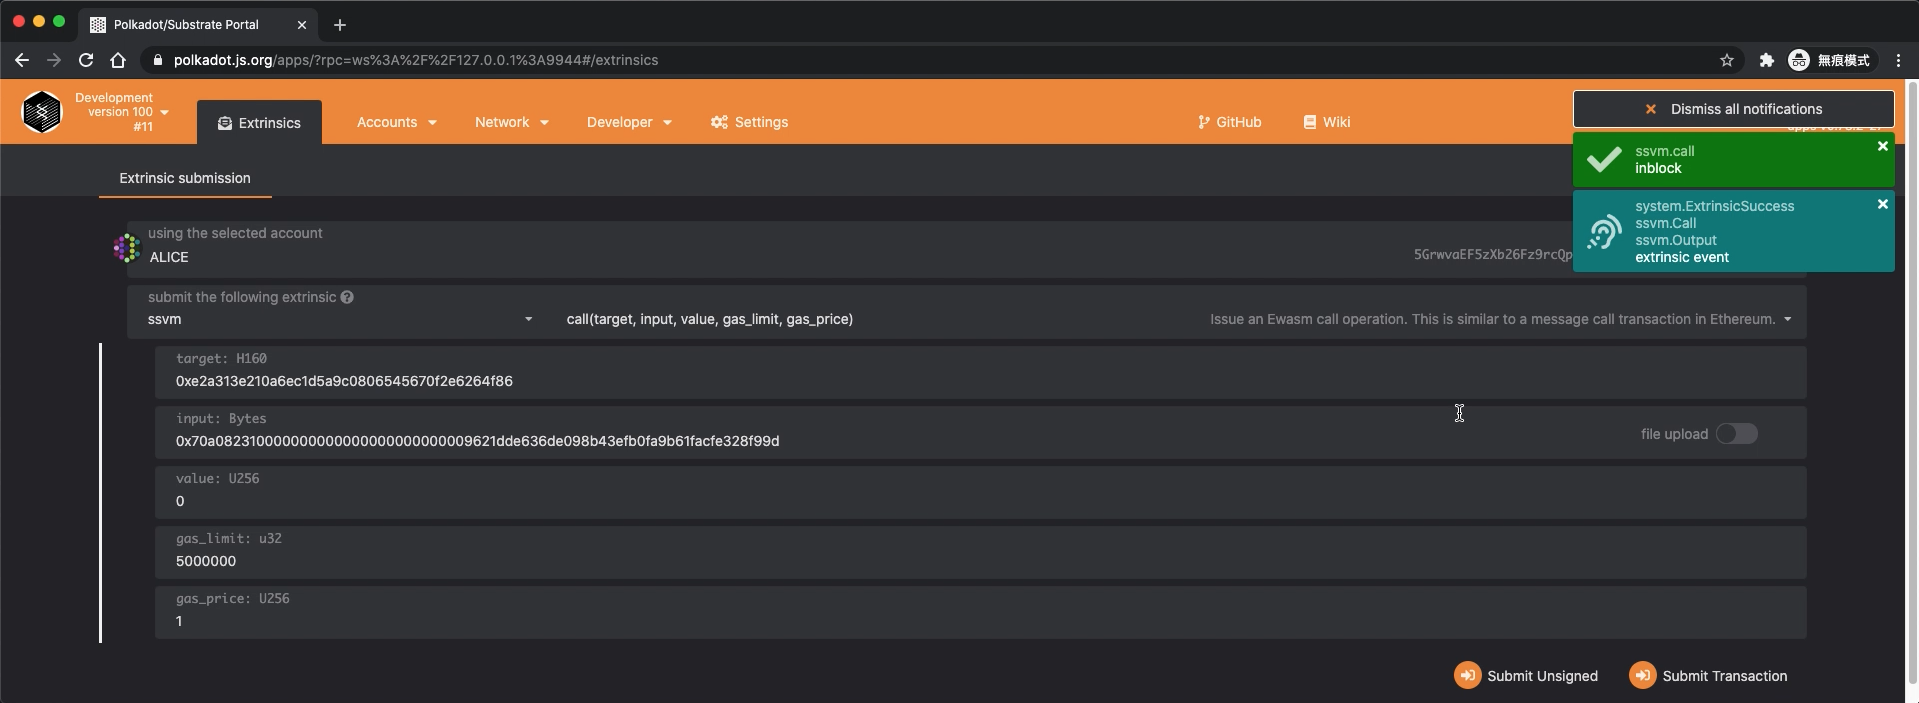 Polkadot/Substrate Portal
polkadot.js.org/apps/?rpc=ws%3A%2F%2F127.0.0.1%3A9944#/extrinsics
無痕模式
Development
version 100
#11
Extrinsics
Accounts
Network
Developer
Settings
GitHub
Wiki
Dismiss all notifications
ssvm.call
inblock
system.ExtrinsicSuccess
ssvm.Call
ssvm.Output
extrinsic event
Extrinsic submission
using the selected account
ALICE
5GrwvaEF5zXb26Fz9rcQp
submit the following extrinsic
ssvm
call(target, input, value, gas_limit, gas_price)
Issue an Ewasm call operation. This is similar to a message call transaction in Ethereum.
target: H160
0xe2a313e210a6ec1d5a9c0806545670f2e6264f86
input: Bytes
0x70a082310000000000000000000000009621dde636de098b43efb0fa9b61facfe328f99d
file upload
value: U256
0
gas_limit: u32
5000000
gas_price: U256
1
Submit Unsigned
Submit Transaction